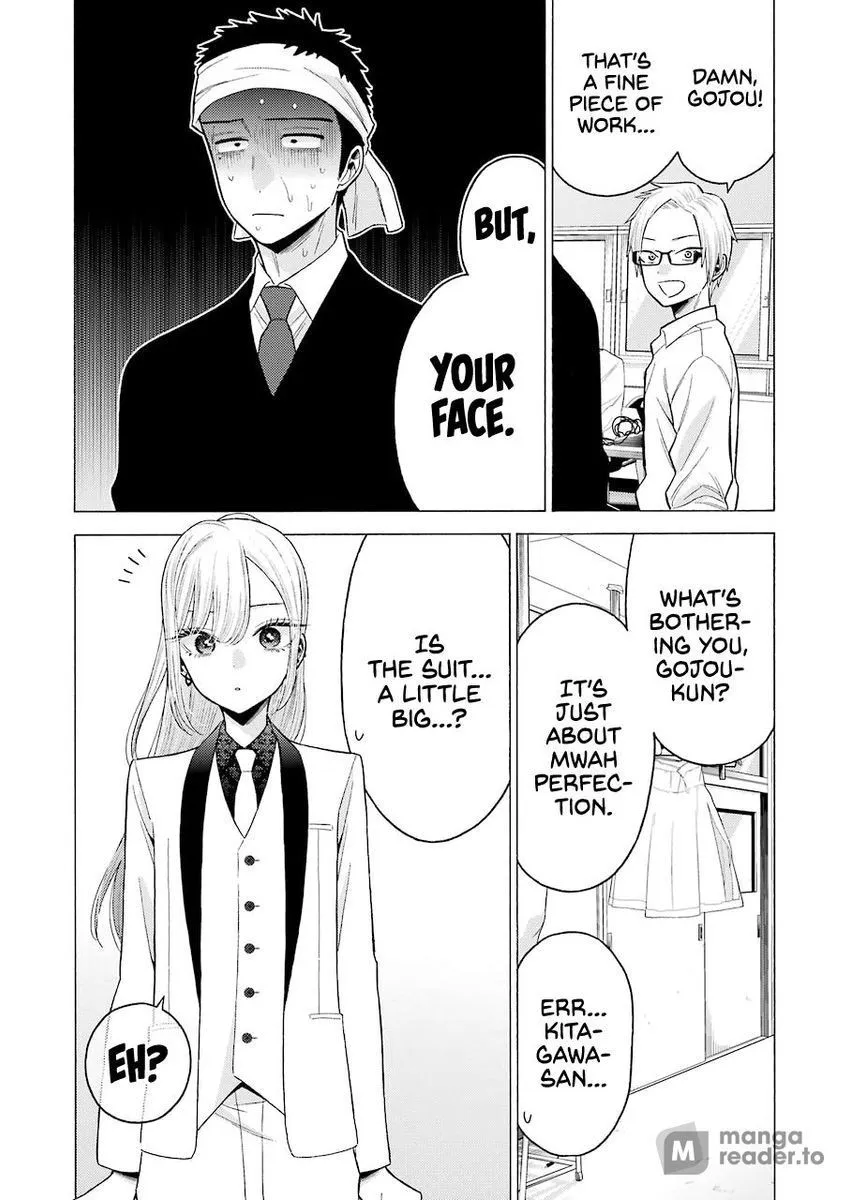 DAMN,
GOJOU!
THAT'S
A FINE
PIECE OF
WORK...
BUT,
YOUR
FACE.
WHAT'S
BOTHER-
ING YOU,
GOJOU-
KUN?
IT'S
JUST
ABOUT
MWAH
PERFEC-
TION.
ERR...
KITA-
GAWA-
SAN...
IS
THE SUIT...
A LITTLE
BIG...?
EH?
M
manga
reader.to